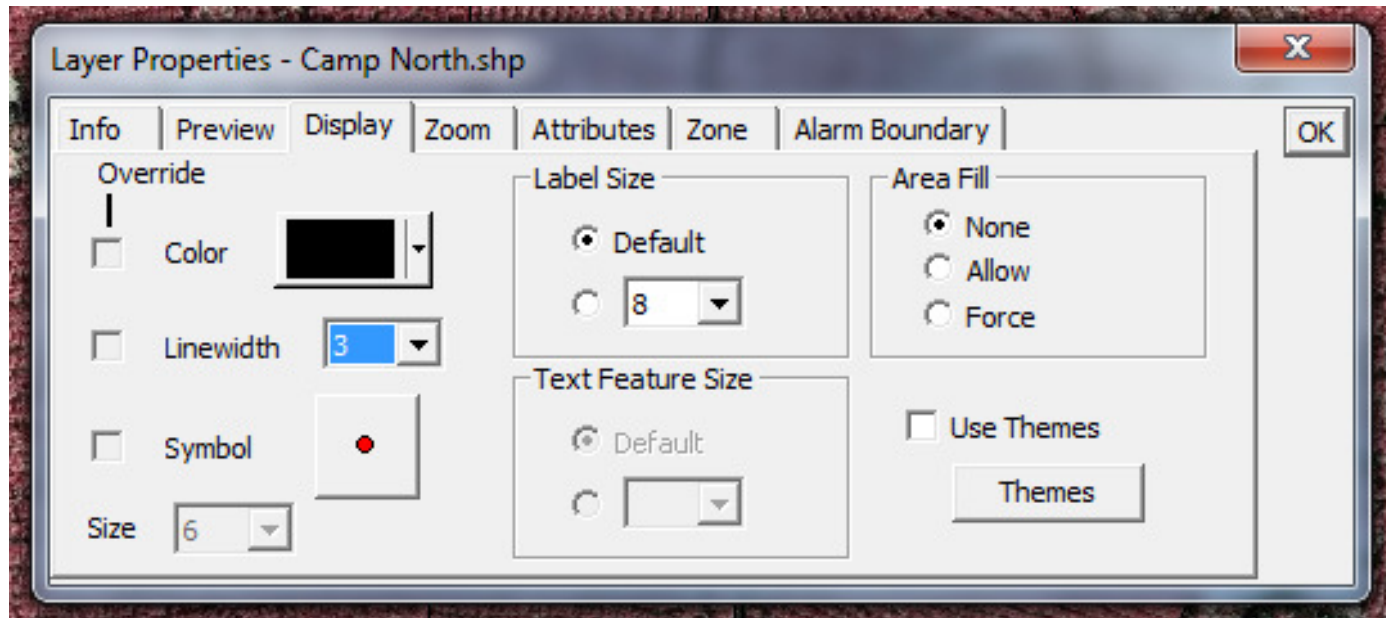 Layer Properties - Camp North.shp
Info Preview Display Zoom Attributes Zone Alarm Boundary OK
Override
Color
Linewidth 3
Symbol
Size 6
Label Size
Default
8
Text Feature Size
Default
Area Fill
None
Allow
Force
Use Themes
Themes